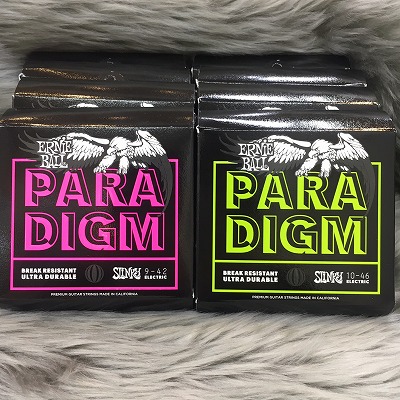 ERNIE
BALL
PARA
DIGM
BREAK RESISTANT
ULTRA DURABLE
SLINKY
9-42
ELECTRIC
PREMIUM GUITAR STRINGS MADE IN CALIFORNIA
ERNIE
BALL
PARA
DIGM
BREAK RESISTANT
ULTRA DURABLE
SLINKY
10-46
ELECTRIC
PREMIUM GUITAR STRINGS MADE IN CALIFORNIA